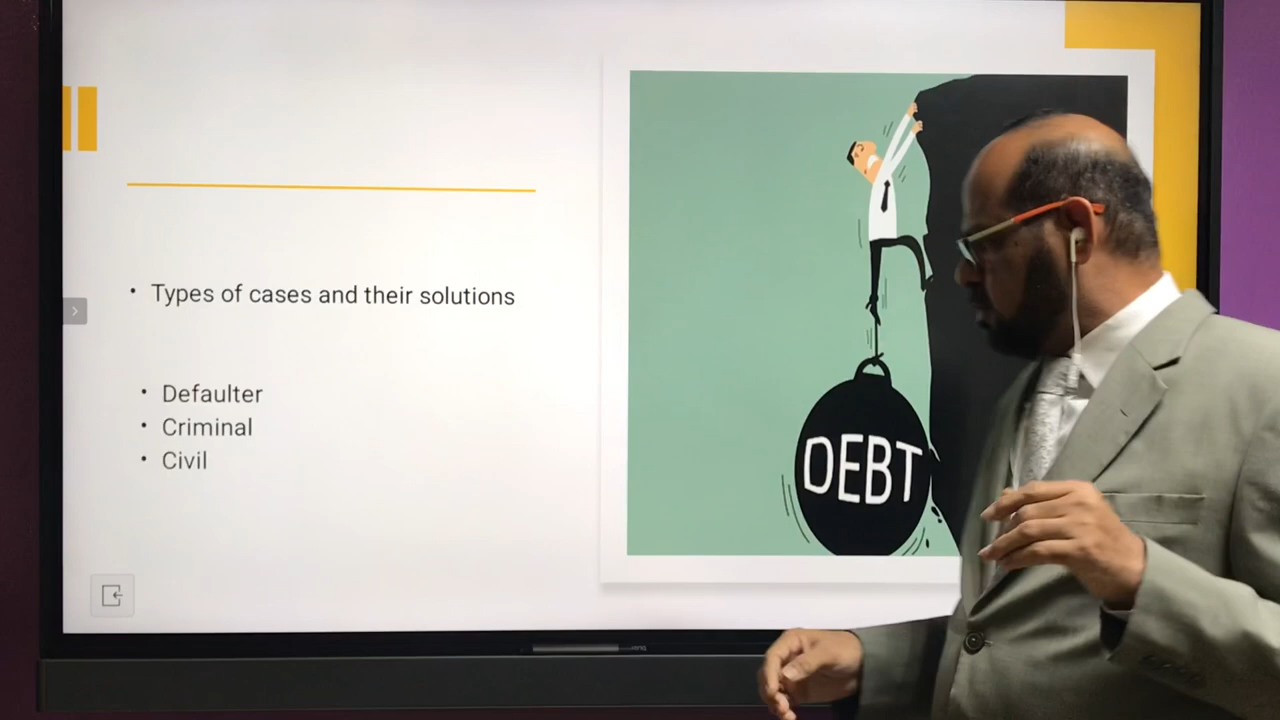 Types of cases and their solutions
Defaulter
Criminal
Civil
DEBT